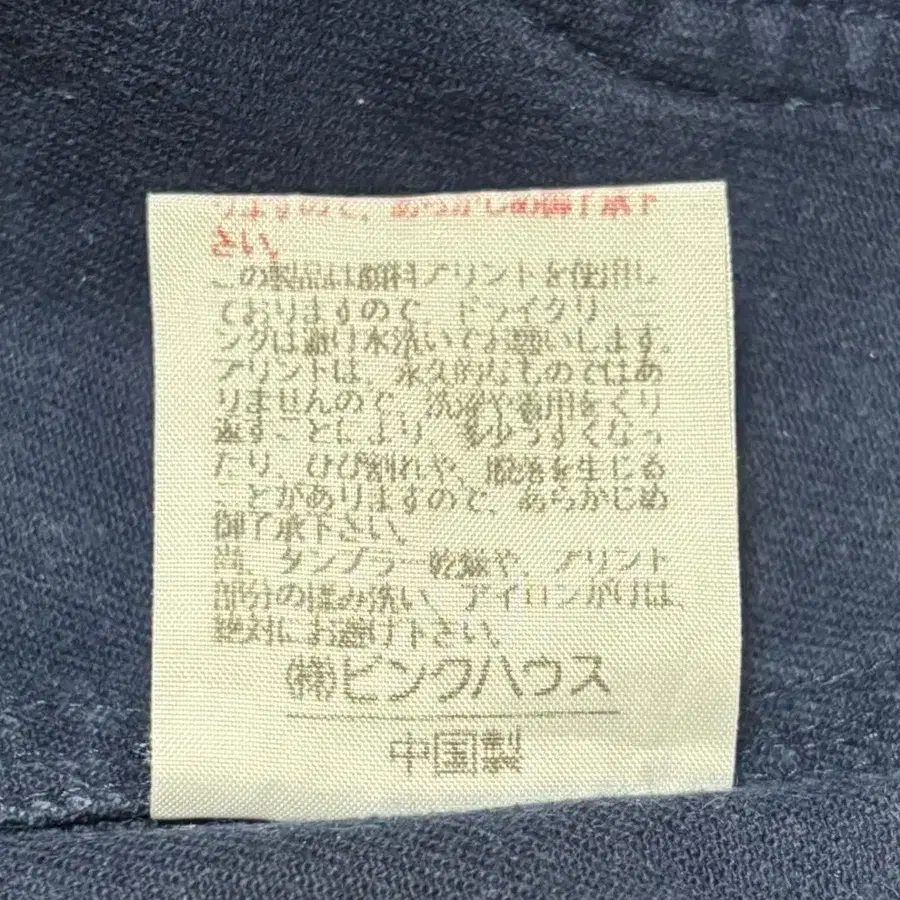 りますので、あらかじめ御了承下
さい。
この製品は顔料プリントを使用し
ておりますので、ドライクリーニ
ングは避け水洗いでお願いします。
プリントは、永久的なものではあ
りませんので、洗濯や着用をくり
返すことにより、多少うすくなっ
たり、ひび割れや、脱落を生じる
ことがありますので、あらかじめ
御了承下さい。
尚、タンブラー乾燥や、プリント
部分の揉み洗い、アイロンがけは、
絶対にお避け下さい。
㈱ピンクハウス
中国製